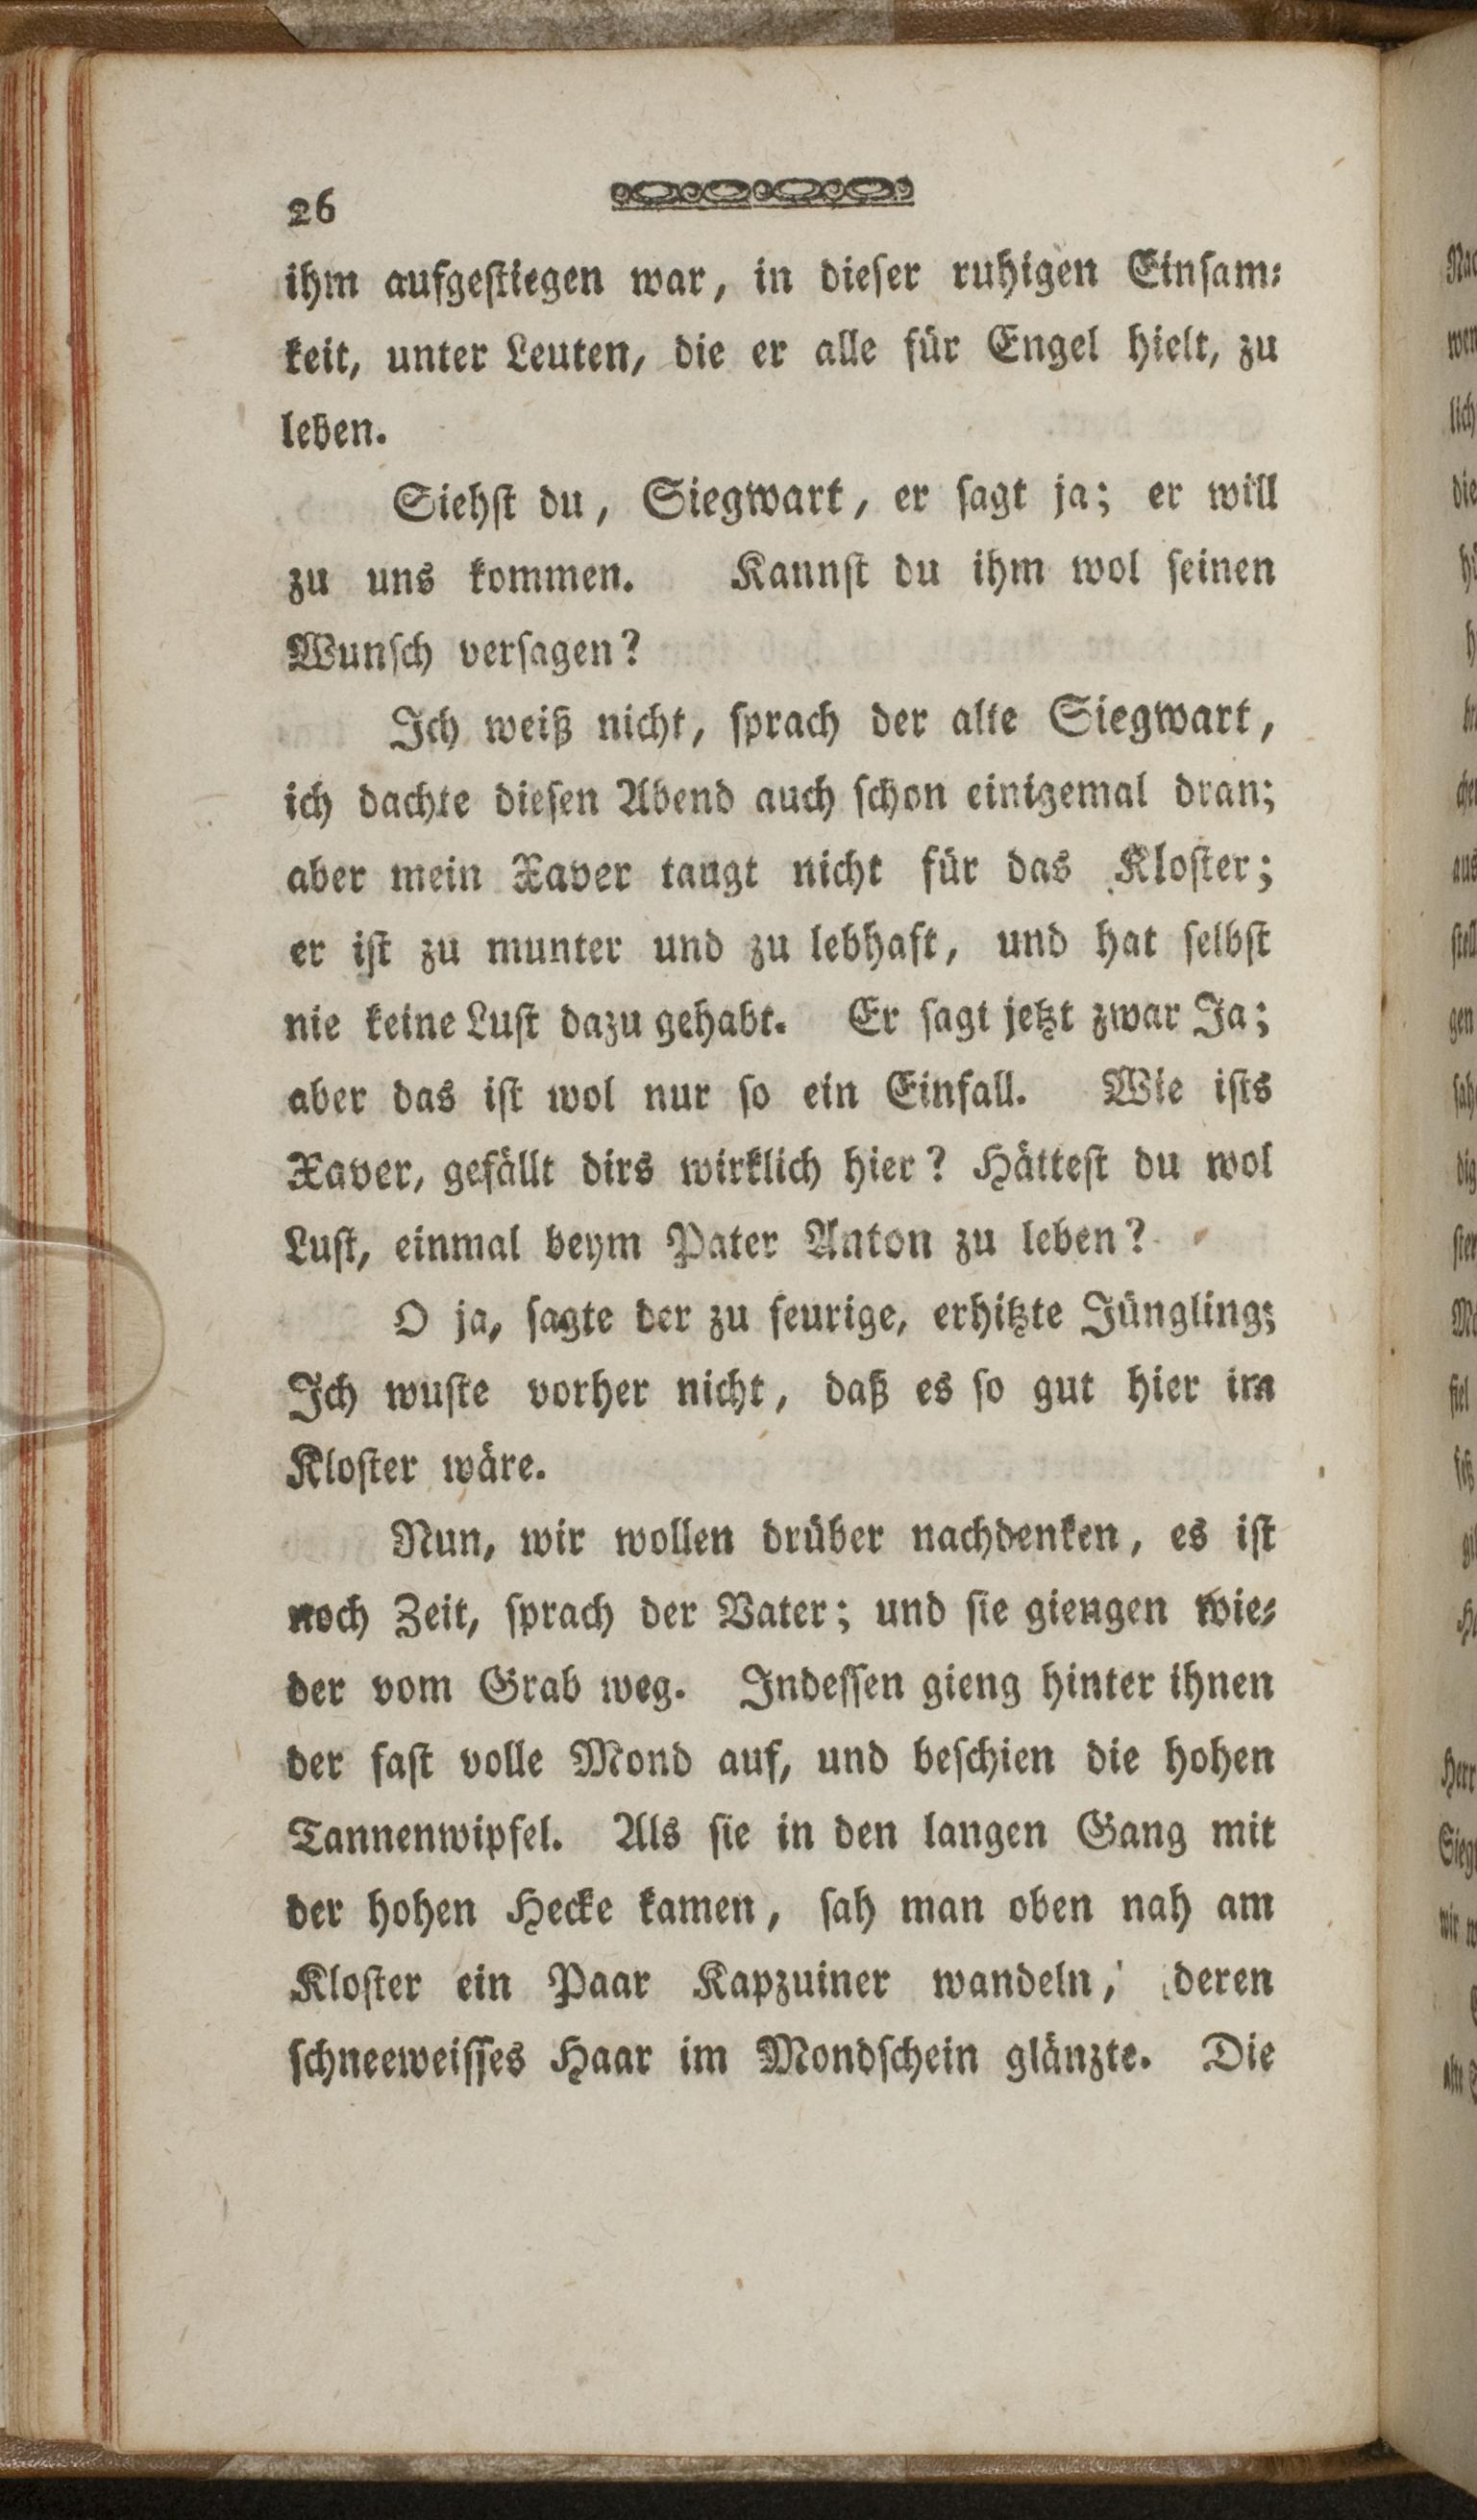 26
ihm aufgeſtiegen war, in dieſer ruhigen Einſam⸗
keit, unter Leuten, die er alle für Engel hielt, zu
leben.
Siehſt du, Siegwart, er ſagt ja; er will
zu uns kommen. Kannſt du ihm wol ſeinen
Wunſch verſagen?
Ich weiß nicht, ſprach der alte Siegwart,
ich dachte dieſen Abend auch ſchon einigemal dran;
aber mein Xaver taugt nicht für das Kloſter;
er iſt zu munter und zu lebhaft, und hat ſelbſt
nie keine Luſt dazu gehabt. Er ſagt jetzt zwar Ja;
aber das iſt wol nur ſo ein Einfall. Wie iſts
Xaver, gefällt dirs wirklich hier? Hätteſt du wol
Luſt, einmal beym Pater Anton zu leben?
O ja, ſagte der zu feurige, erhitzte Jüngling;
Ich wuſte vorher nicht, daß es ſo gut hier im
Kloſter wäre.
Nun, wir wollen drüber nachdenken, es iſt
noch Zeit, ſprach der Vater; und ſie giengen wie⸗
der vom Grab weg. Indeſſen gieng hinter ihnen
der faſt volle Mond auf, und beſchien die hohen
Tannenwipfel. Als ſie in den langen Gang mit
der hohen Hecke kamen, ſah man oben nah am
Kloſter ein Paar Kapzuiner wandeln, deren
ſchneeweiſſes Haar im Mondſchein glänzte. Die